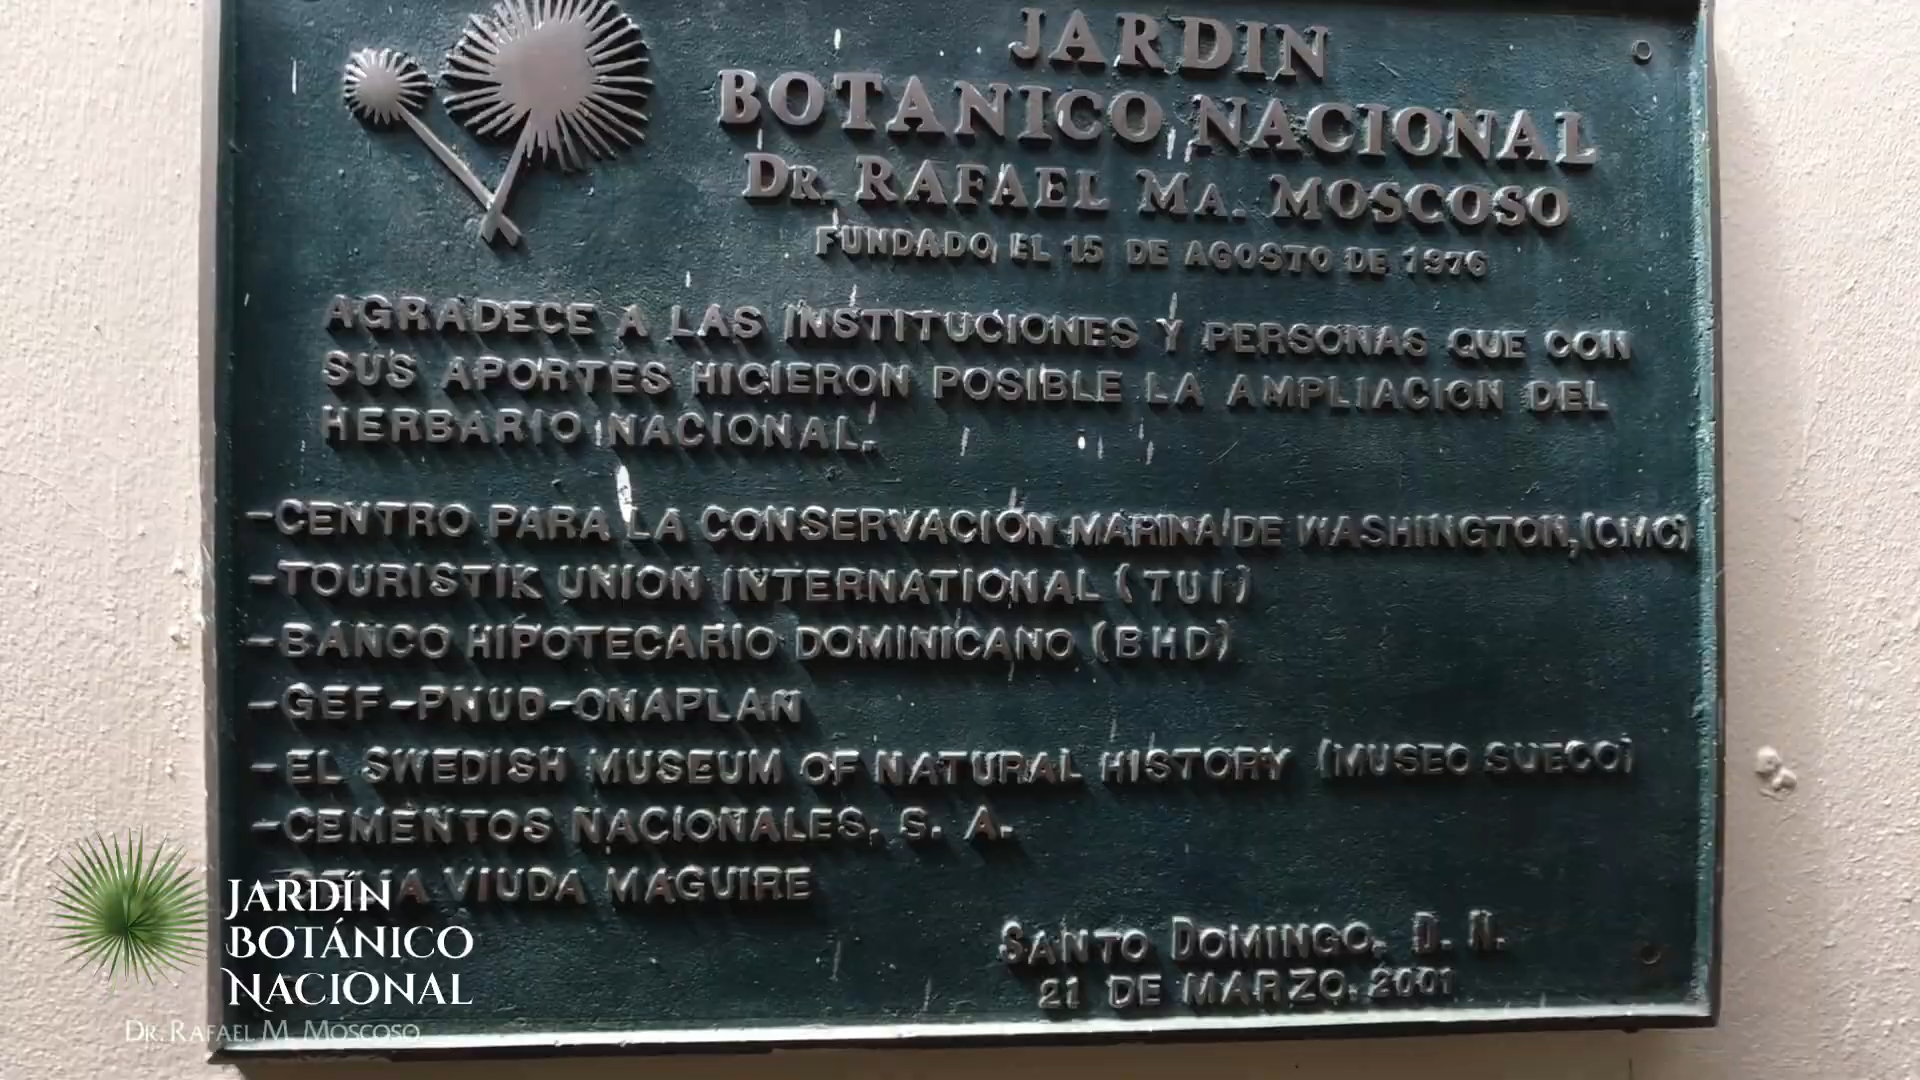 JARDIN
BOTANICO NACIONAL
DR. RAFAEL MA. MOSCOSO
FUNDADO EL 15 DE AGOSTO DE 1976
AGRADECE A LAS INSTITUCIONES Y PERSONAS QUE CON
SUS APORTES HICIERON POSIBLE LA AMPLIACION DEL
HERBARIO NACIONAL.
-CENTRO PARA LA CONSERVACIÓN MARINA DE WASHINGTON,(CMC)
-TOURISTIK UNION INTERNATIONAL (TUI)
-BANCO HIPOTECARIO DOMINICANO (BHD)
-GEF-PNUD-ONAPLAN
-EL SWEDISH MUSEUM OF NATURAL HISTORY (MUSEO SUECO)
-CEMENTOS NACIONALES, S. A.
VIUDA MAGUIRE
SANTO DOMINGO, D. N.
21 DE MARZO, 2001
JARDÍN
BOTÁNICO
NACIONAL
DR. RAFAEL M. MOSCOSO